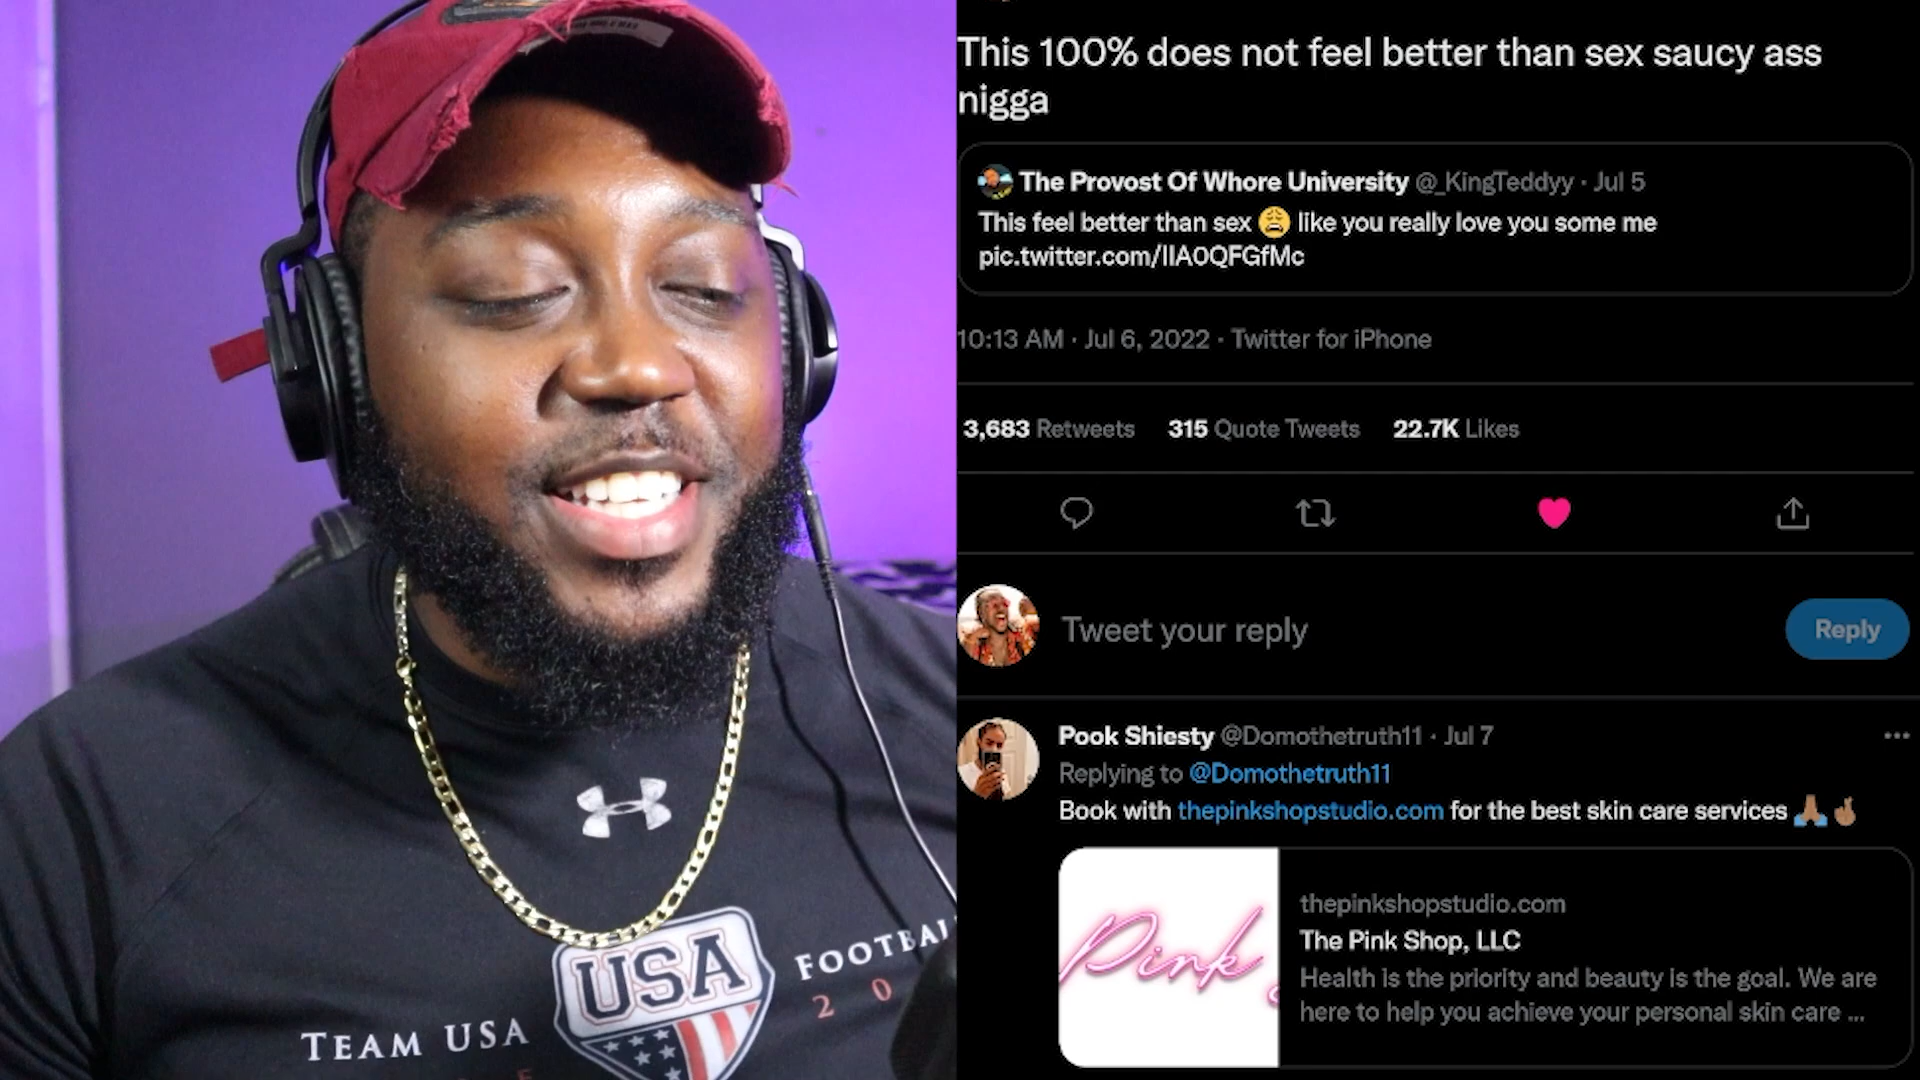 This 100% does not feel better than sex saucy ass
nigga
The Provost Of Whore University @_KingTeddyy · Jul 5
This feel better than sex 😩 like you really love you some me
pic.twitter.com/IlA0QFGfMc
10:13 AM · Jul 6, 2022 · Twitter for iPhone
3,683 Retweets 315 Quote Tweets 22.7K Likes
Tweet your reply
Reply
Pook Shiesty @Domothetruth11 · Jul 7
Replying to @Domothetruth11
Book with thepinkshopstudio.com for the best skin care services 🙏🏽🤞🏽
Pink
thepinkshopstudio.com
The Pink Shop, LLC
Health is the priority and beauty is the goal. We are
here to help you achieve your personal skin care ...
USA
TEAM USA
FOOTBAL
2 0